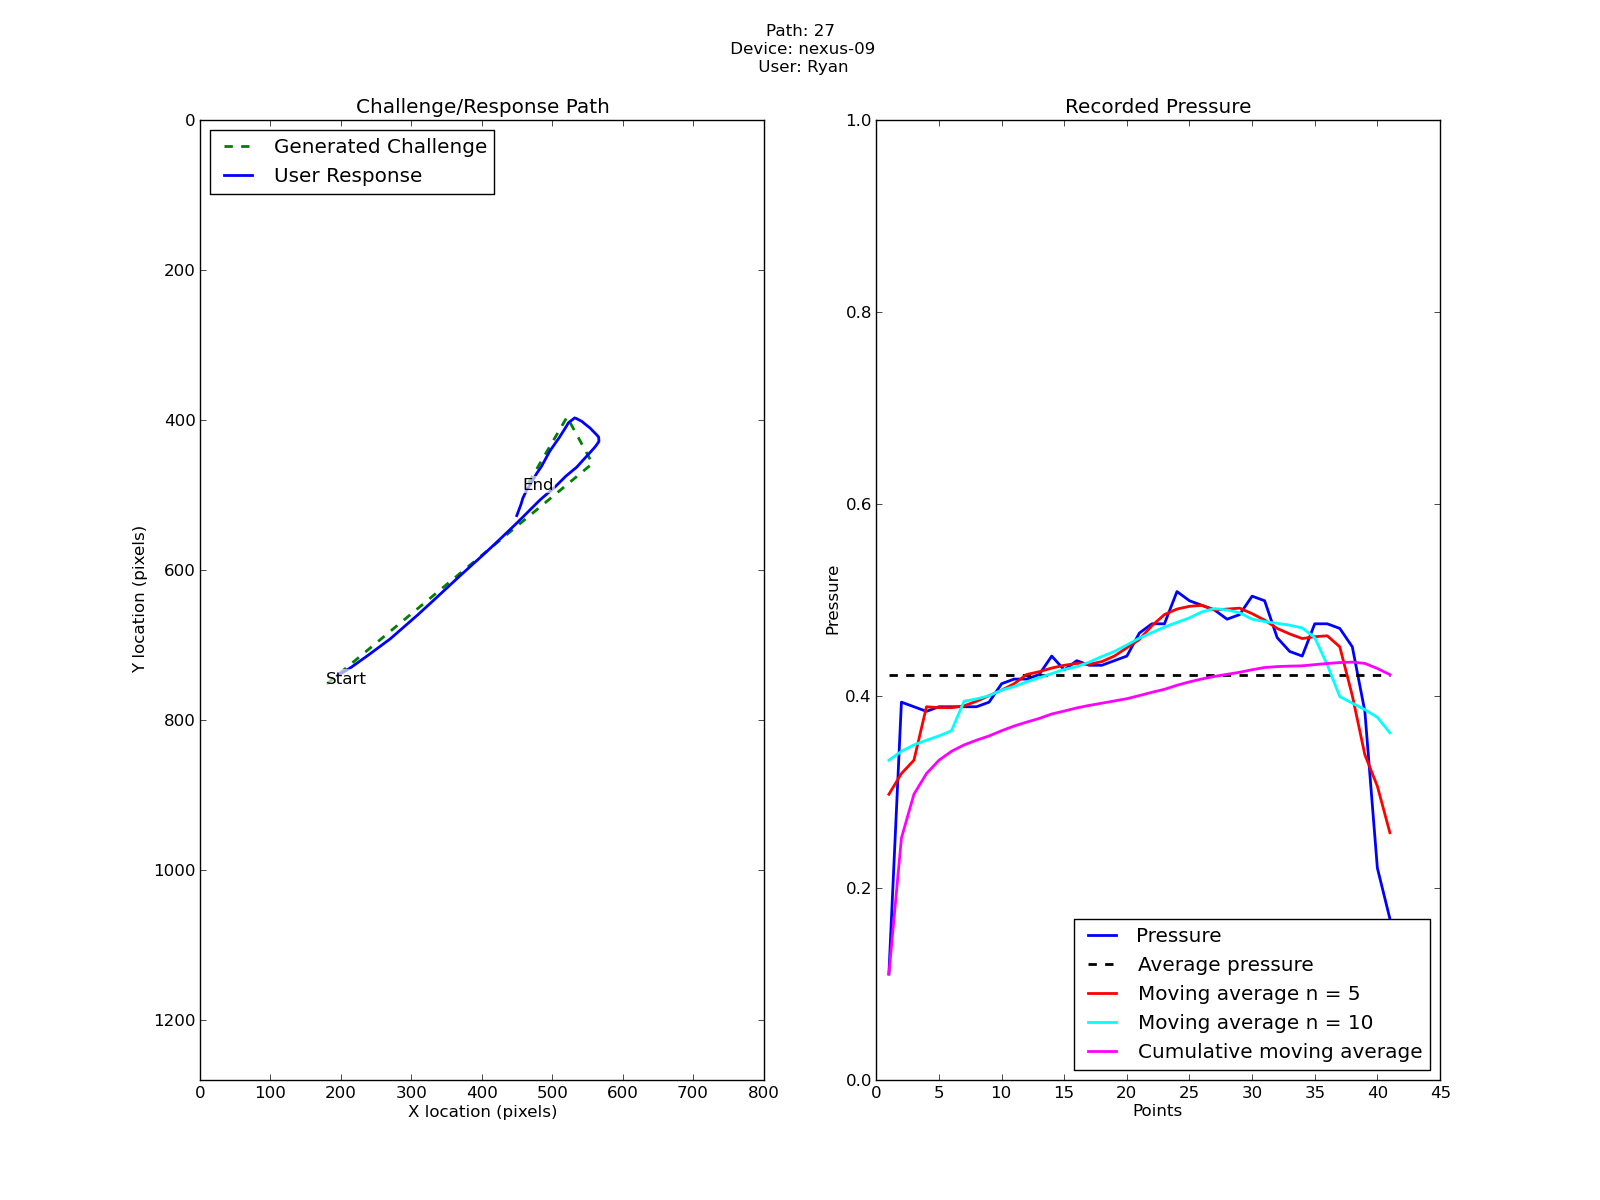 Path: 27
Device: nexus-09
User: Ryan
Challenge/Response Path
Generated Challenge
User Response
0
200
400
600
800
1000
1200
Y location (pixels)
Start
End
0 100 200 300 400 500 600 700 800
X location (pixels)
Recorded Pressure
1.0
0.8
0.6
0.4
0.2
0.0
Pressure
Pressure
Average pressure
Moving average n = 5
Moving average n = 10
Cumulative moving average
0 5 10 15 20 25 30 35 40 45
Points